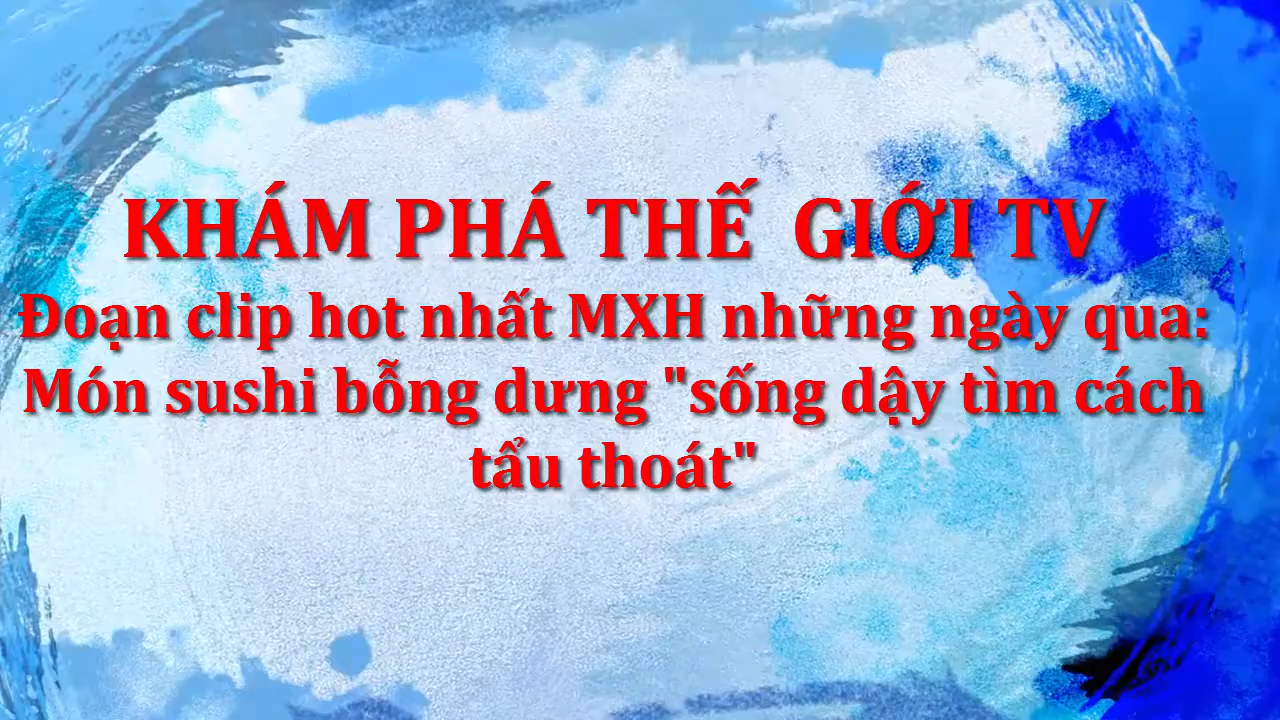 KHÁM PHÁ THẾ GIỚI TV
Đoạn clip hot nhất MXH những ngày qua:
Món sushi bỗng dưng "sống dậy tìm cách
tẩu thoát"